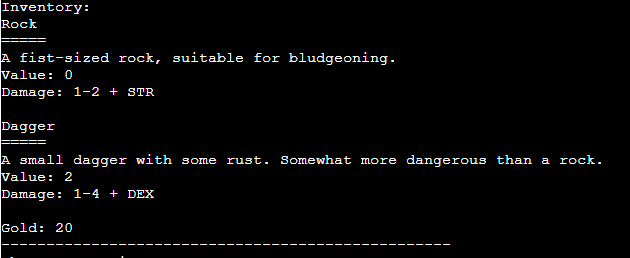 Inventory:
Rock
=====
A fist-sized rock, suitable for bludgeoning.
Value: 0
Damage: 1-2 + STR

Dagger
=====
A small dagger with some rust. Somewhat more dangerous than a rock.
Value: 2
Damage: 1-4 + DEX

Gold: 20
--------------------------------------------------